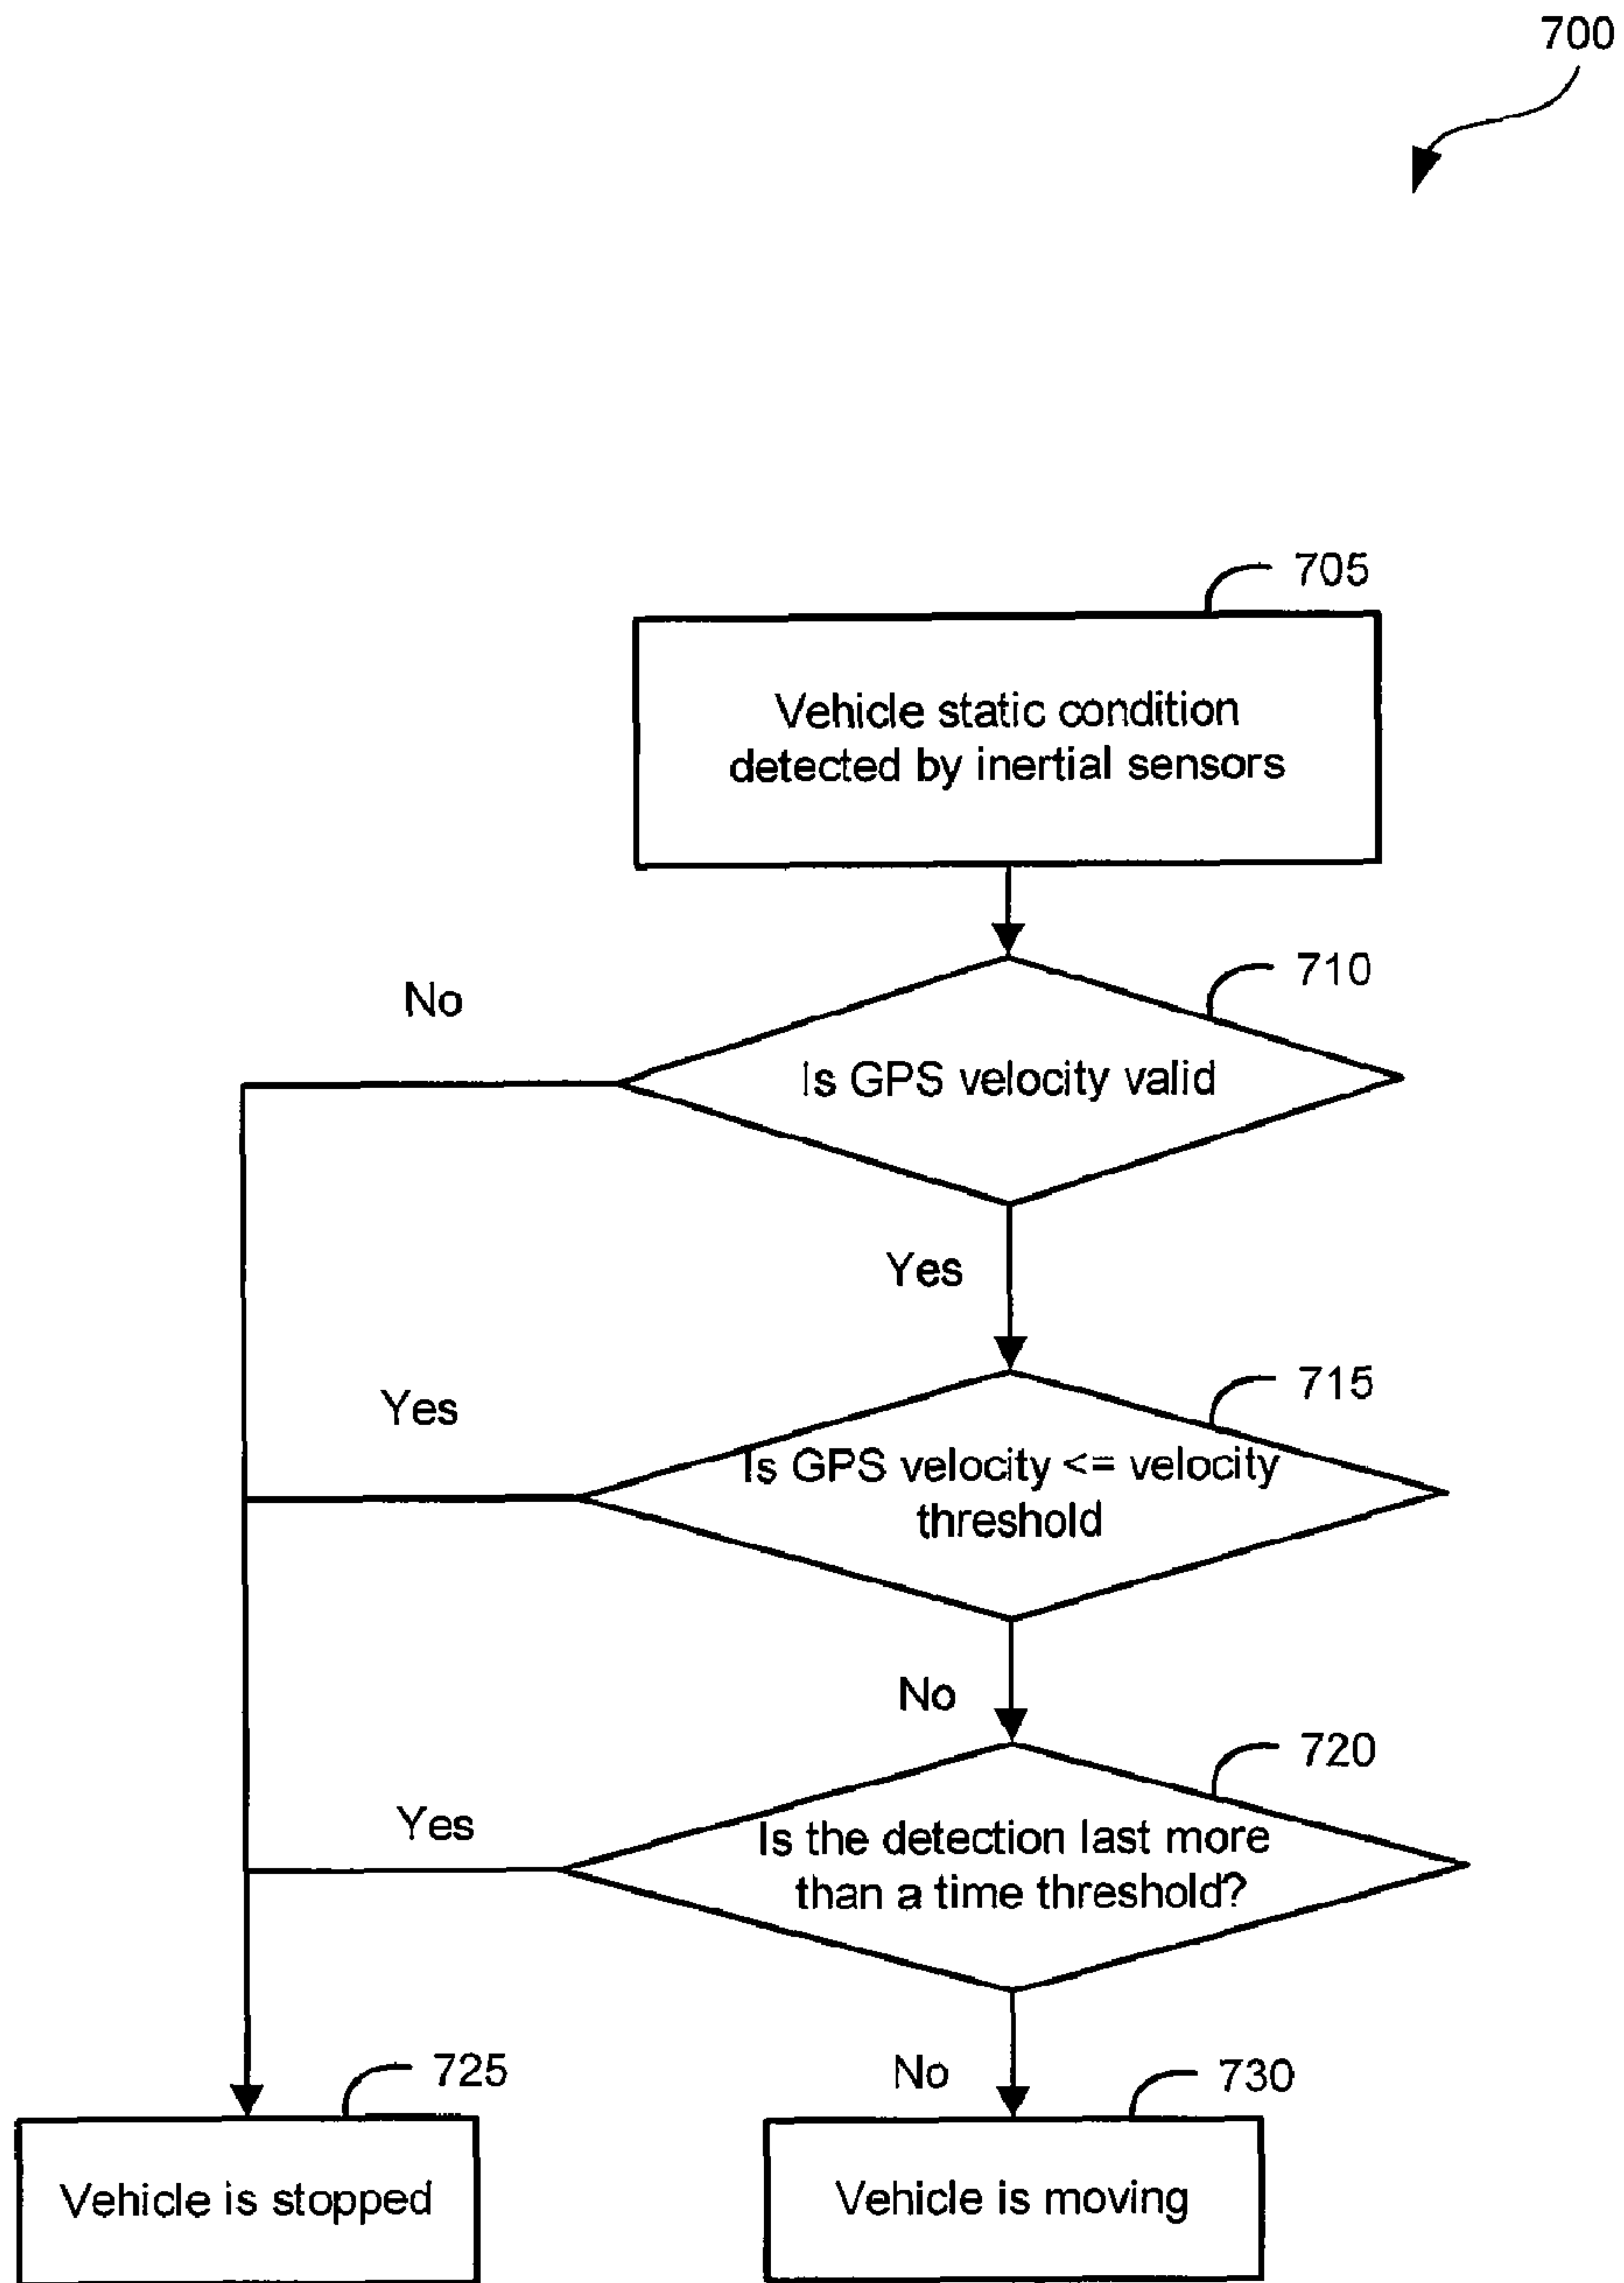 700
705
Vehicle static condition
detected by inertial sensors
710
No
Is GPS velocity valid
Yes
715
Yes
Is GPS velocity <= velocity
threshold
No
720
Yes
Is the detection last more
than a time threshold?
725
No
730
Vehicle is stopped
Vehicle is moving